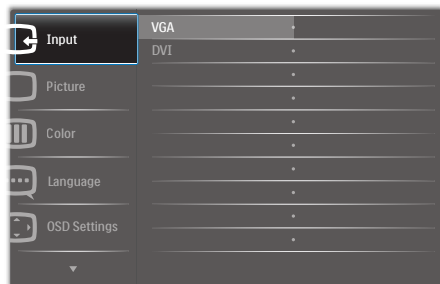 Input
VGA
DVI
Picture
Color
Language
OSD Settings